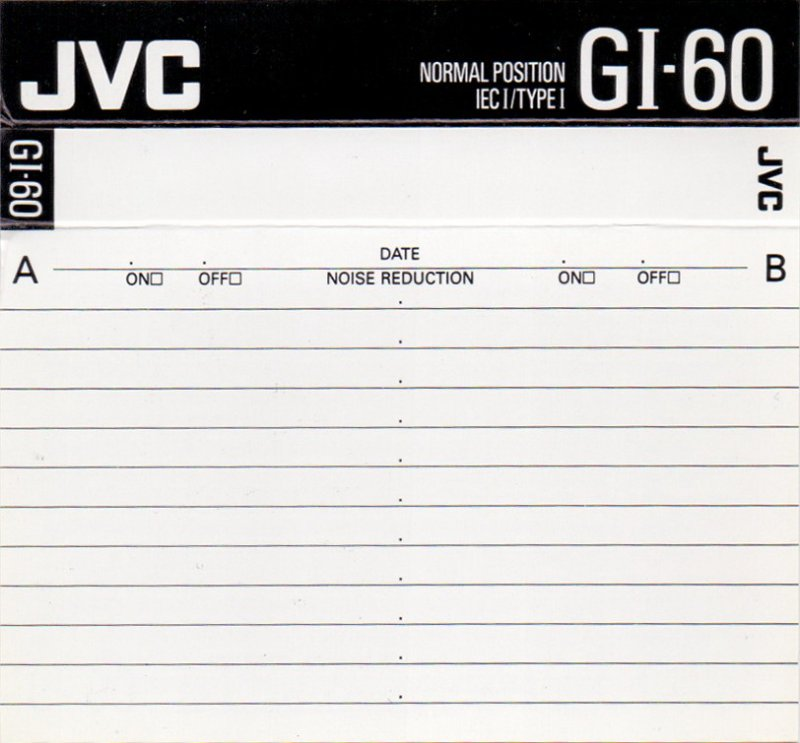 JVC
NORMAL POSITION
IEC I/TYPE I
GI-60
GI-60
JVC
A
DATE
B
ON□ OFF□ NOISE REDUCTION ON□ OFF□